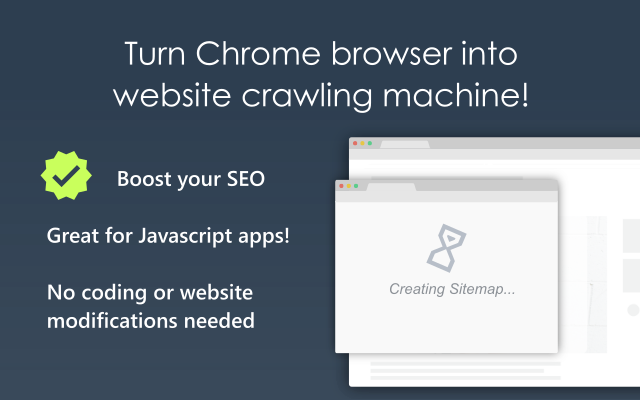 Turn Chrome browser into
website crawling machine!
Boost your SEO
Great for Javascript apps!
No coding or website
modifications needed
Creating Sitemap...